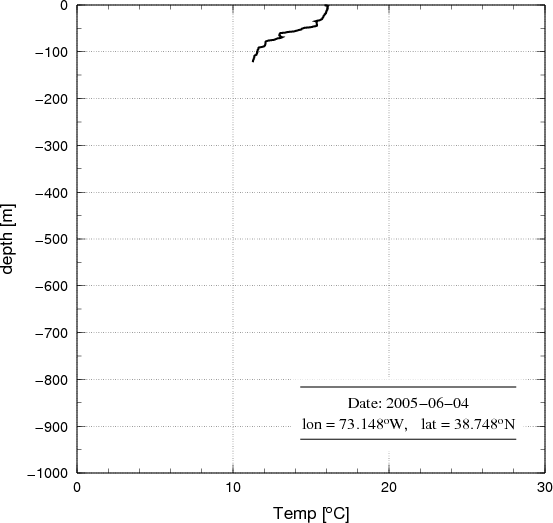 0
−100
−200
−300
−400
−500
−600
−700
−800
−900
−1000
depth [m]
Date: 2005−06−04
lon = 73.148°W, lat = 38.748°N
0 10 20 30
Temp [°C]